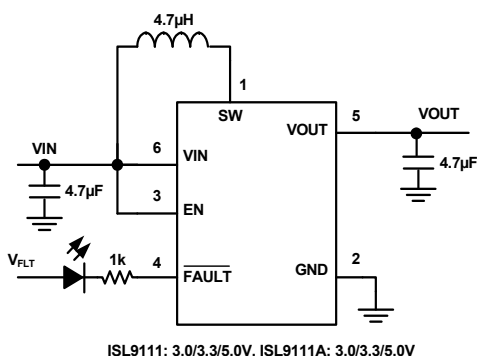 4.7µH
1
SW
5
VOUT
VOUT
VIN
6
VIN
4.7µF
4.7µF
3
EN
VFLT
1k
4
FAULT
GND
2
ISL9111: 3.0/3.3/5.0V, ISL9111A: 3.0/3.3/5.0V